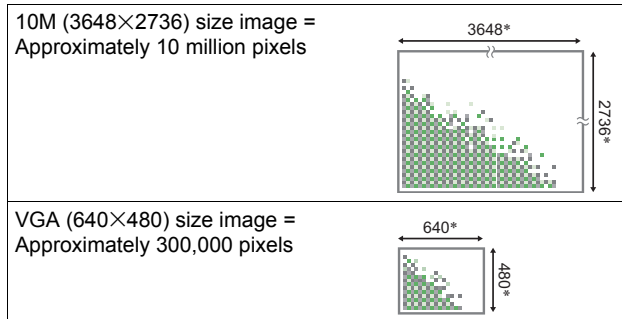 10M (3648×2736) size image =
Approximately 10 million pixels
3648*
2736*
VGA (640×480) size image =
Approximately 300,000 pixels
640*
480*